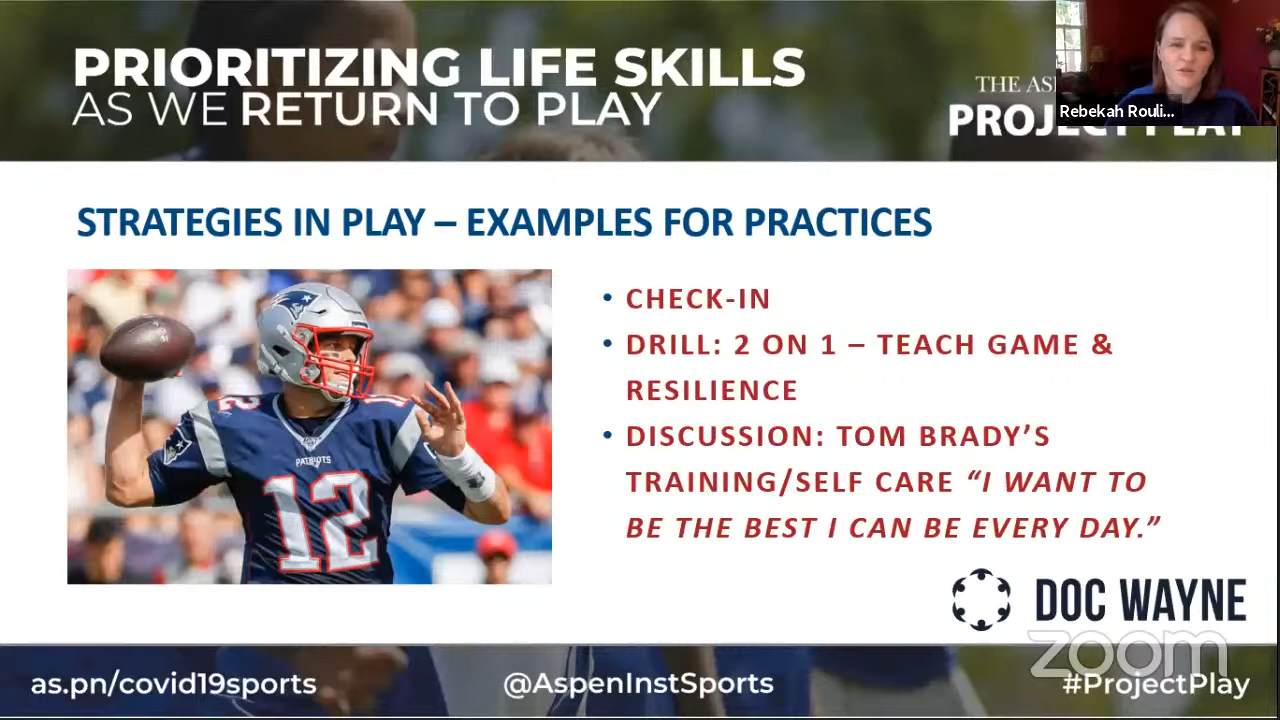 PRIORITIZING LIFE SKILLS
AS WE RETURN TO PLAY
THE
PROJECT PLAY
Rebekah Rouli...
STRATEGIES IN PLAY – EXAMPLES FOR PRACTICES
12
PATRIOTS
12
• CHECK-IN
• DRILL: 2 ON 1 – TEACH GAME &
RESILIENCE
• DISCUSSION: TOM BRADY’S
TRAINING/SELF CARE “I WANT TO
BE THE BEST I CAN BE EVERY DAY.”
DOC WAYNE
zoom
as.pn/covid19sports
@AspenInstSports
#ProjectPlay